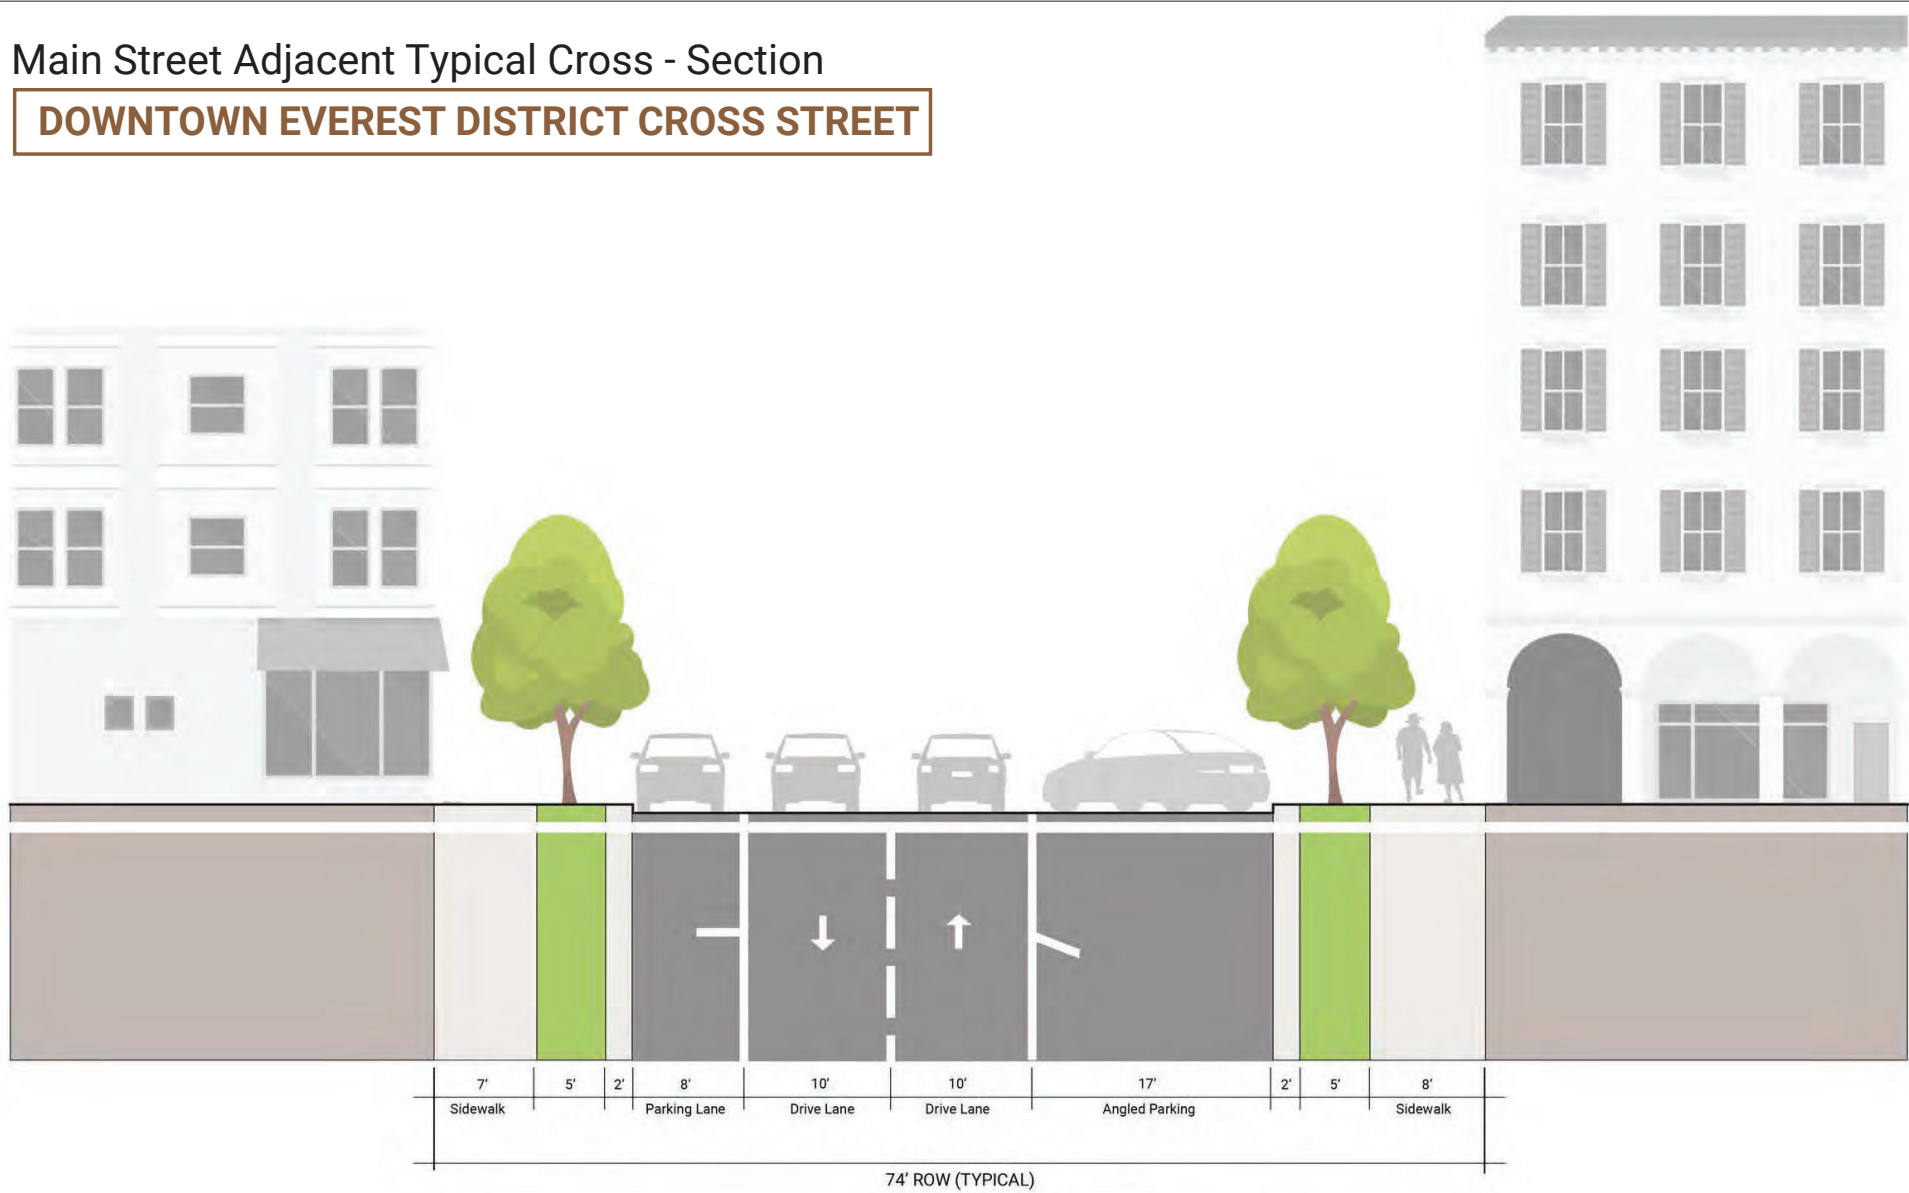 Main Street Adjacent Typical Cross - Section
DOWNTOWN EVEREST DISTRICT CROSS STREET
7' 5' 2' 8' 10' 10' 17' 2' 5' 8'
Sidewalk Parking Lane Drive Lane Drive Lane Angled Parking Sidewalk
74' ROW (TYPICAL)